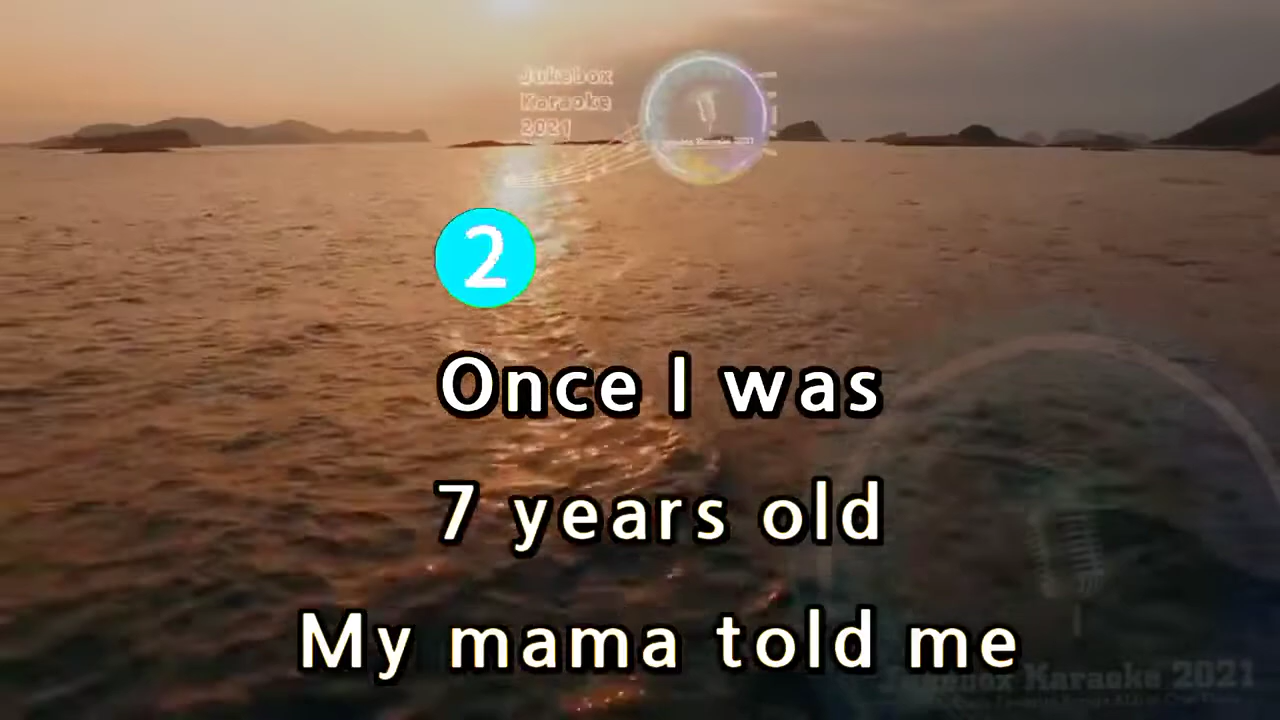 Jukebox
Karaoke
2021
2
Once I was
7 years old
My mama told me
Jukebox Karaoke 2021